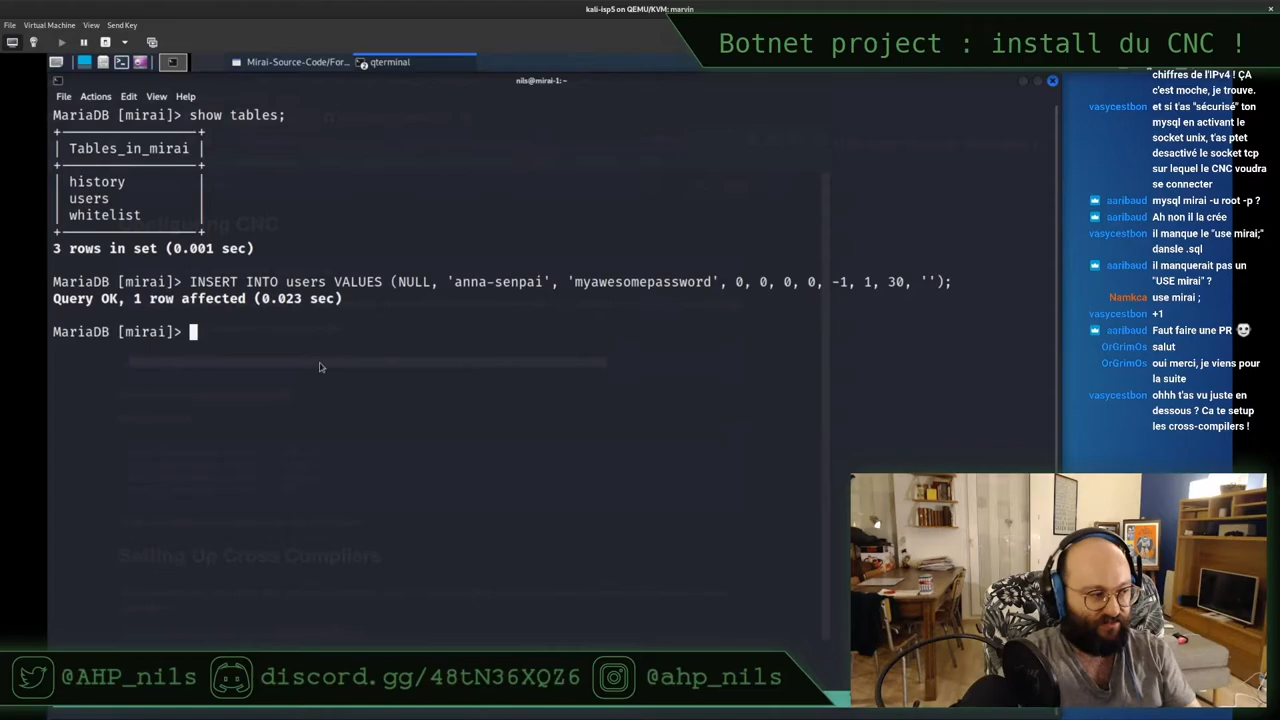 kali-isp5 on QEMU/KVM: marvin
File Virtual Machine View Send Key
Botnet project : install du CNC !
Mirai-Source-Code/For...
qterminal
nils@mirai-1: ~
File Actions Edit View Help
MariaDB [mirai]> show tables;
Tables_in_mirai
history
users
whitelist
3 rows in set (0.001 sec)
MariaDB [mirai]> INSERT INTO users VALUES (NULL, 'anna-senpai', 'myawesomepassword', 0, 0, 0, 0, -1, 1, 30, '');
Query OK, 1 row affected (0.023 sec)
MariaDB [mirai]>
Configuring CNC
Setting Up Cross Compilers
chiffres de l'IPv4 ! ÇA
c'est moche, je trouve.
vasycestbon et si t'as "sécurisé" ton
mysql en activant le
socket unix, t'as ptet
desactivé le socket tcp
sur lequel le CNC voudra
se connecter
aaribaud mysql mirai -u root -p ?
aaribaud Ah non il la crée
vasycestbon il manque le "use mirai;"
dansle .sql
aaribaud il manquerait pas un
"USE mirai" ?
Namkca use mirai ;
vasycestbon +1
aaribaud Faut faire une PR
OrGrimOs salut
OrGrimOs oui merci, je viens pour
la suite
vasycestbon ohhh t'as vu juste en
dessous ? Ca te setup
les cross-compilers !
@AHP_nils discord.gg/48tN36XQZ6 @ahp_nils